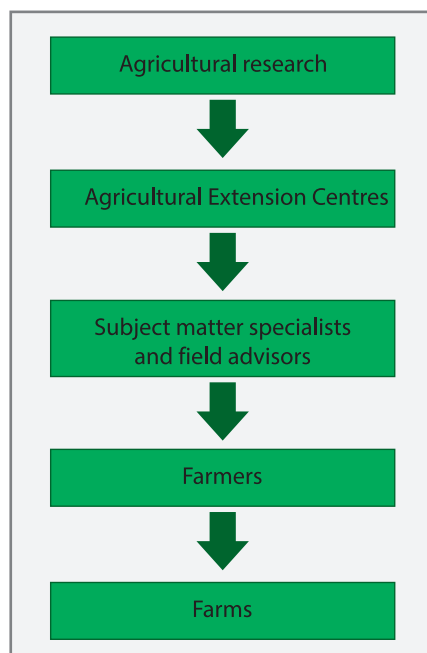 Agricultural research
Agricultural Extension Centres
Subject matter specialists
and field advisors
Farmers
Farms